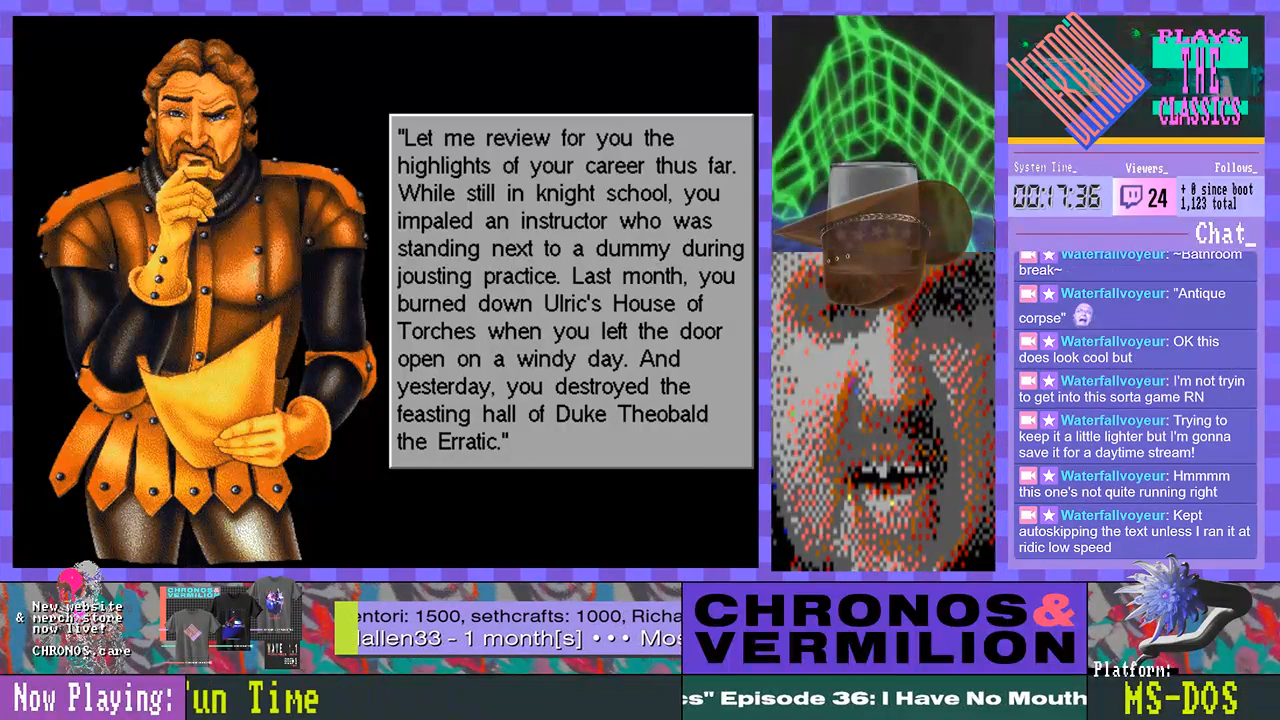 "Let me review for you the
highlights of your career thus far.
While still in knight school, you
impaled an instructor who was
standing next to a dummy during
jousting practice. Last month, you
burned down Ulric's House of
Torches when you left the door
open on a windy day. And
yesterday, you destroyed the
feasting hall of Duke Theobald
the Erratic."
PLAYS
THE
CLASSICS
System Time_
Viewers_
Follows_
00:17:36
24
+ 0 since boot
1,123 total
Chat_
Waterfallvoyeur: ~Bathroom
break~
Waterfallvoyeur: "Antique
corpse"
Waterfallvoyeur: OK this
does look cool but
Waterfallvoyeur: I'm not tryin
to get into this sorta game RN
Waterfallvoyeur: Trying to
keep it a little lighter but I'm gonna
save it for a daytime stream!
Waterfallvoyeur: Hmmmm
this one's not quite running right
Waterfallvoyeur: Kept
autoskipping the text unless I ran it at
ridic low speed
New website
& merch store
now live!
CHRONOS.care
CHRONOS&
VERMILION
entori: 1500, sethcrafts: 1000, Richa
Hallen33 - 1 month[s] ••• Mos
CHRONOS&
VERMILION
Platform:
MS-DOS
Now Playing:
'un Time
cs" Episode 36: I Have No Mouth